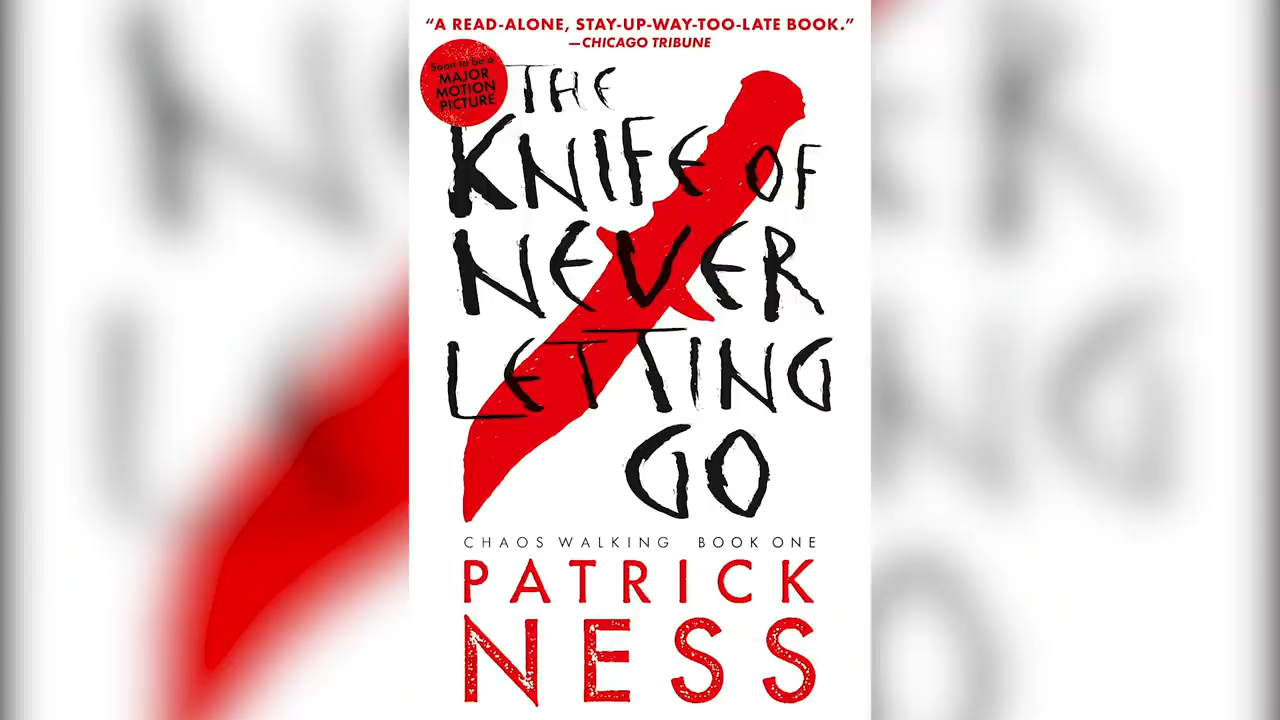 “A READ-ALONE, STAY-UP-WAY-TOO-LATE BOOK.”
—CHICAGO TRIBUNE
Soon to be a
MAJOR
MOTION
PICTURE
THE
KNIFE OF
NEVER
LETTING
GO
CHAOS WALKING BOOK ONE
PATRICK
NESS